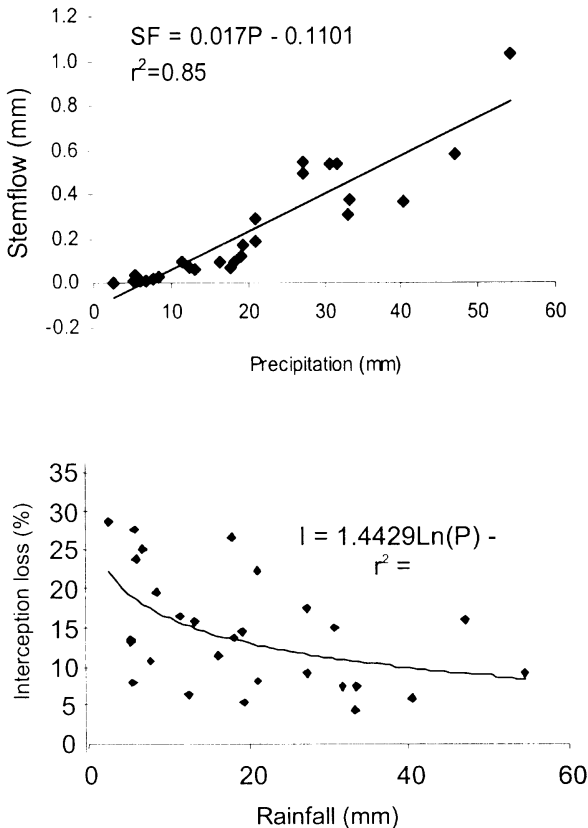 1.2
SF = 0.017P - 0.1101
1.0
r²=0.85
0.8
0.6
0.4
0.2
0.0
-0.2
Stemflow (mm)
0 10 20 30 40 50 60
Precipitation (mm)
35
30
25
20
15
10
5
0
Interception loss (%)
I = 1.4429Ln(P) -
r² =
0 20 40 60
Rainfall (mm)